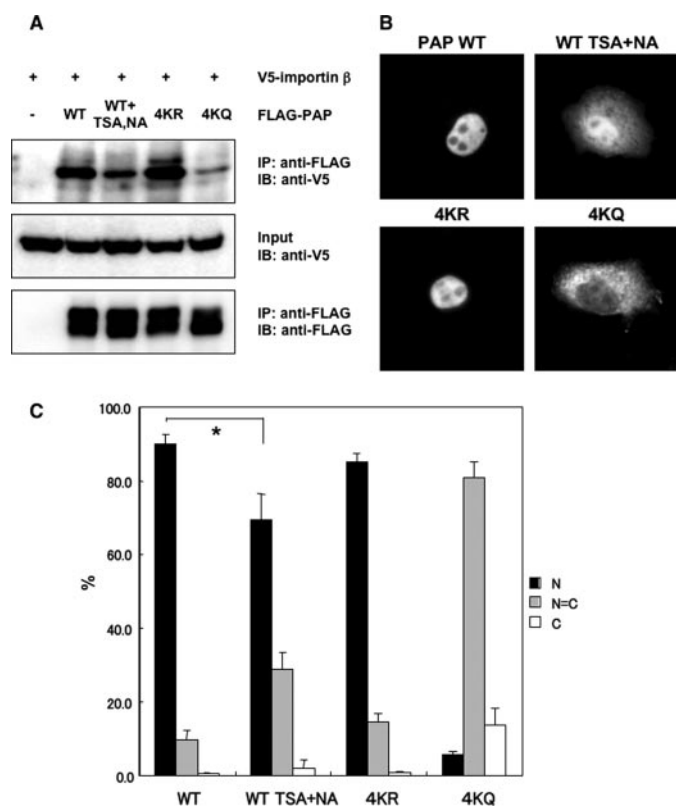 A
+ + + + + V5-importin β
- WT WT+ TSA,NA 4KR 4KQ FLAG-PAP
IP: anti-FLAG
IB: anti-V5
Input
IB: anti-V5
IP: anti-FLAG
IB: anti-FLAG
B
PAP WT WT TSA+NA
4KR 4KQ
C
100.0
80.0
60.0
40.0
20.0
0.0
%
*
N
N=C
C
WT WT TSA+NA 4KR 4KQ